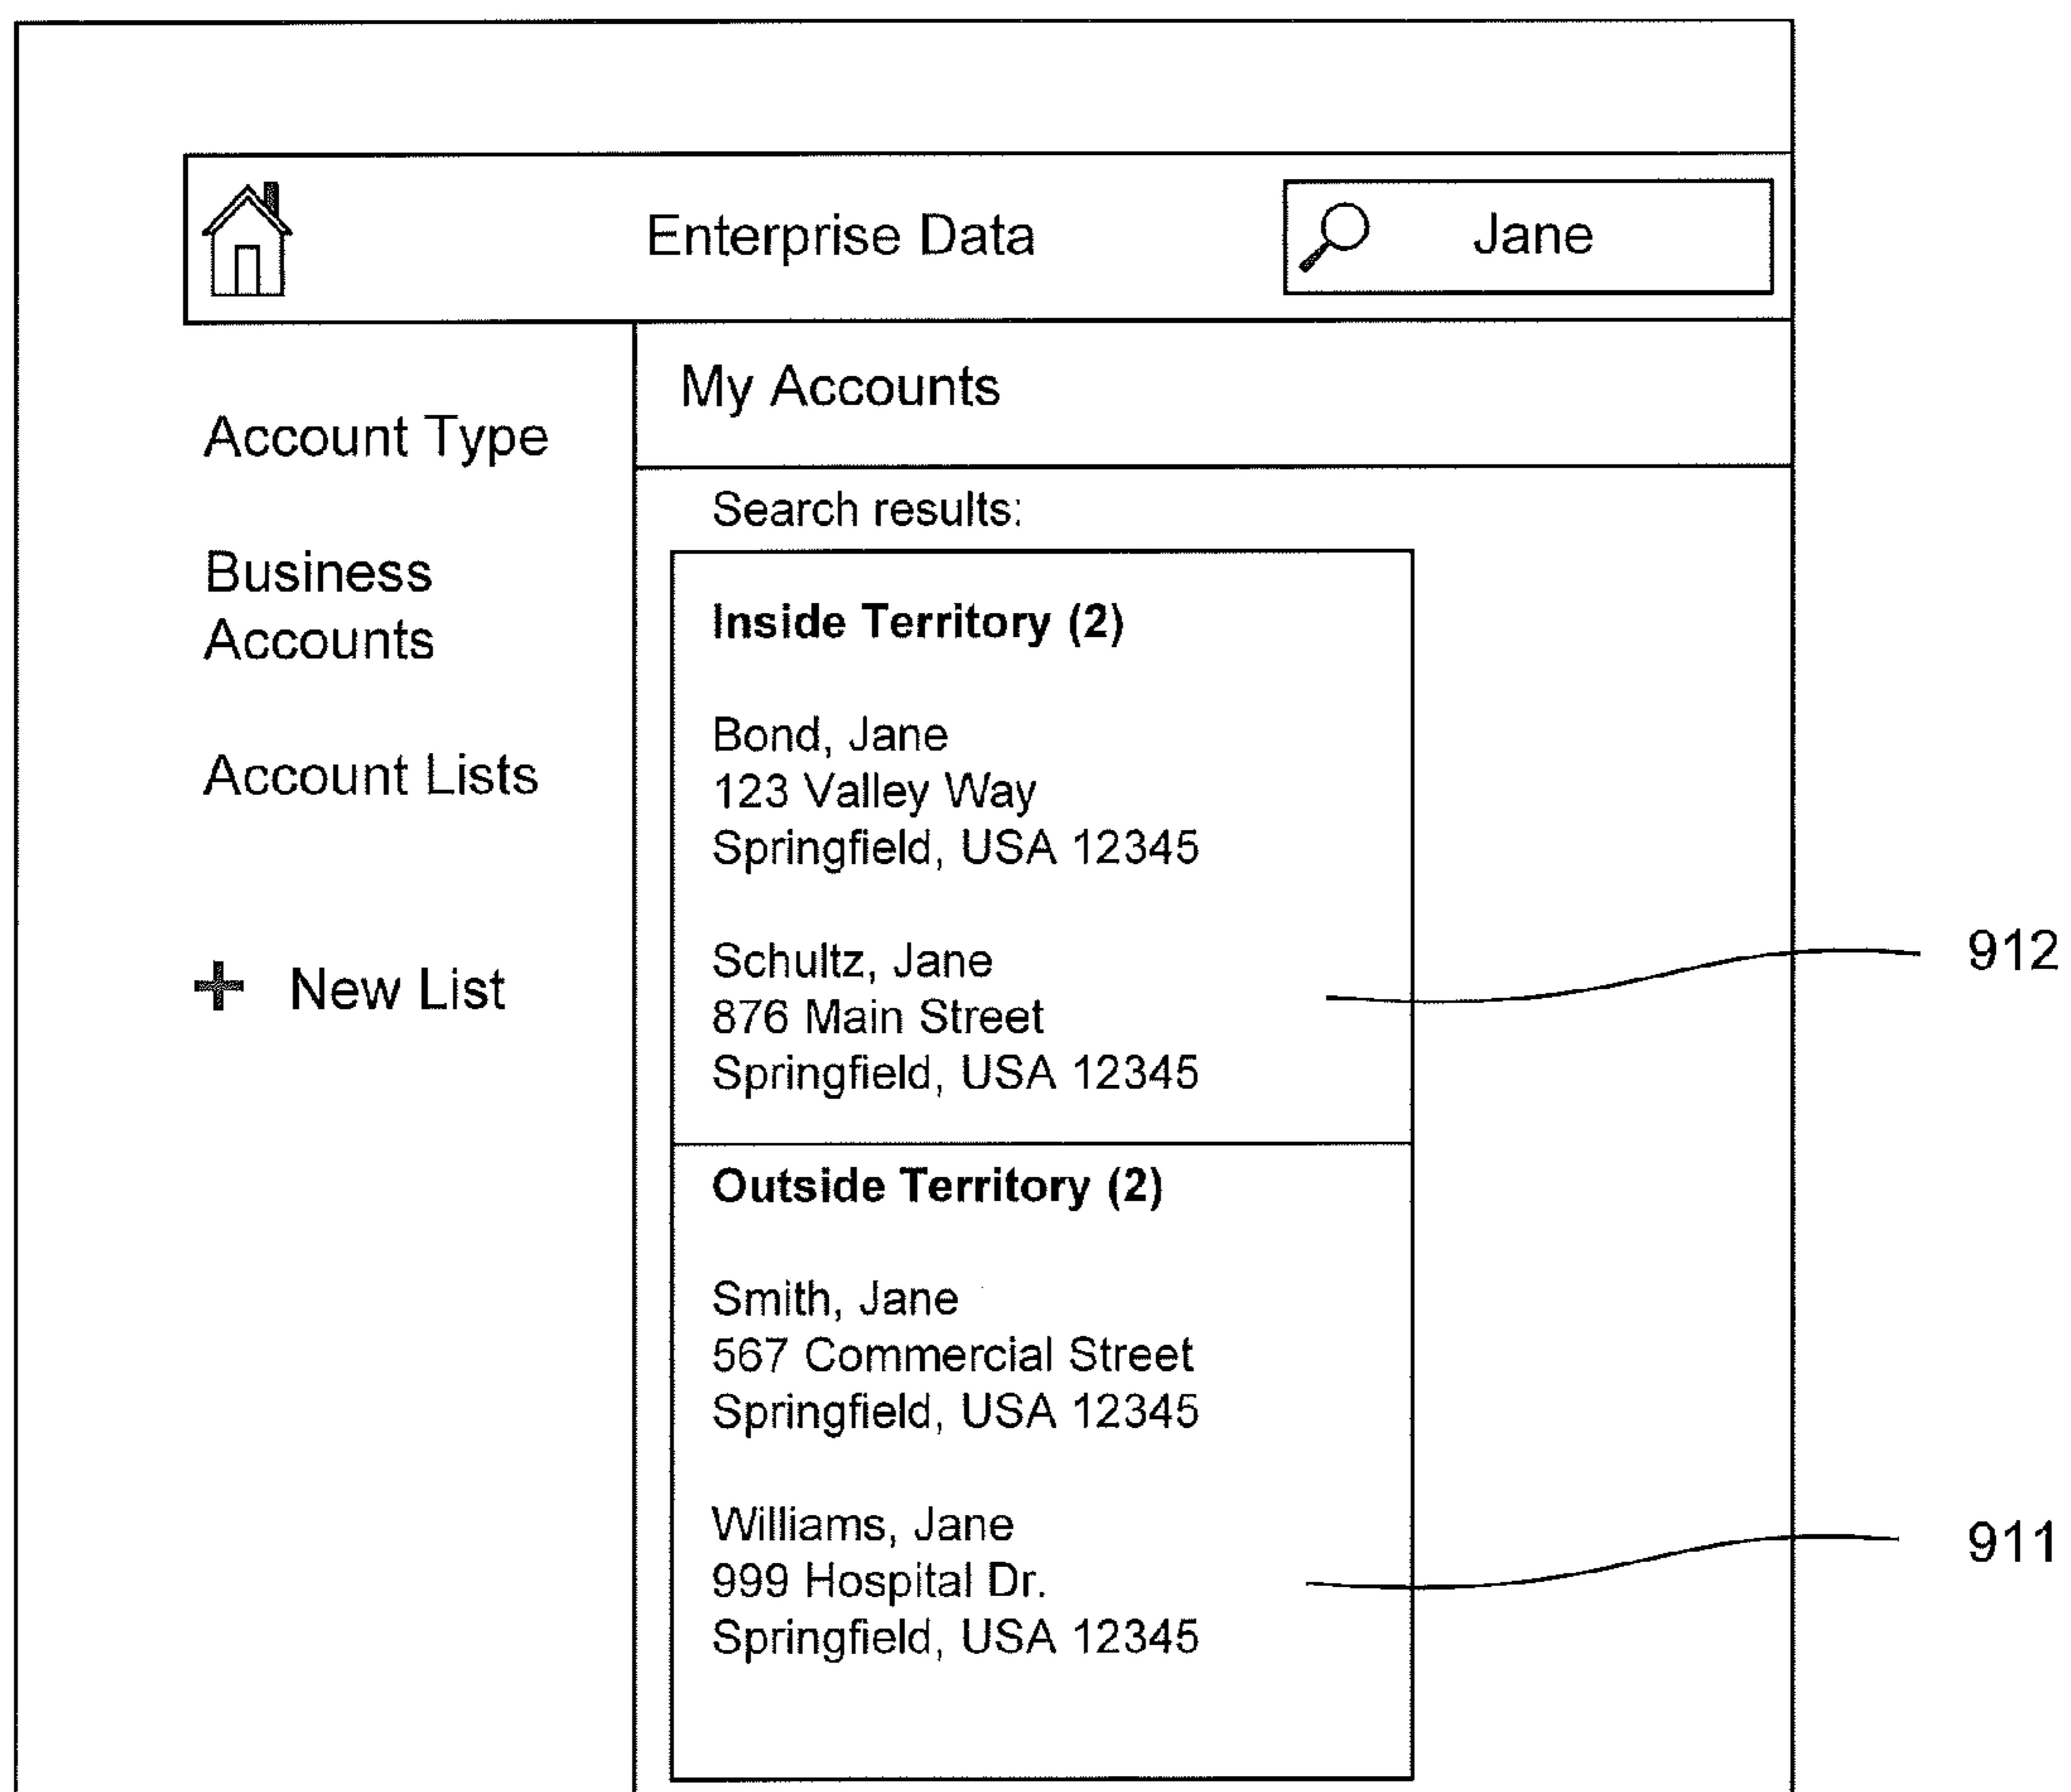 Enterprise Data
Jane
Account Type
Business
Accounts
Account Lists
+ New List
My Accounts
Search results:
Inside Territory (2)
Bond, Jane
123 Valley Way
Springfield, USA 12345
Schultz, Jane
876 Main Street
Springfield, USA 12345
912
Outside Territory (2)
Smith, Jane
567 Commercial Street
Springfield, USA 12345
Williams, Jane
999 Hospital Dr.
Springfield, USA 12345
911